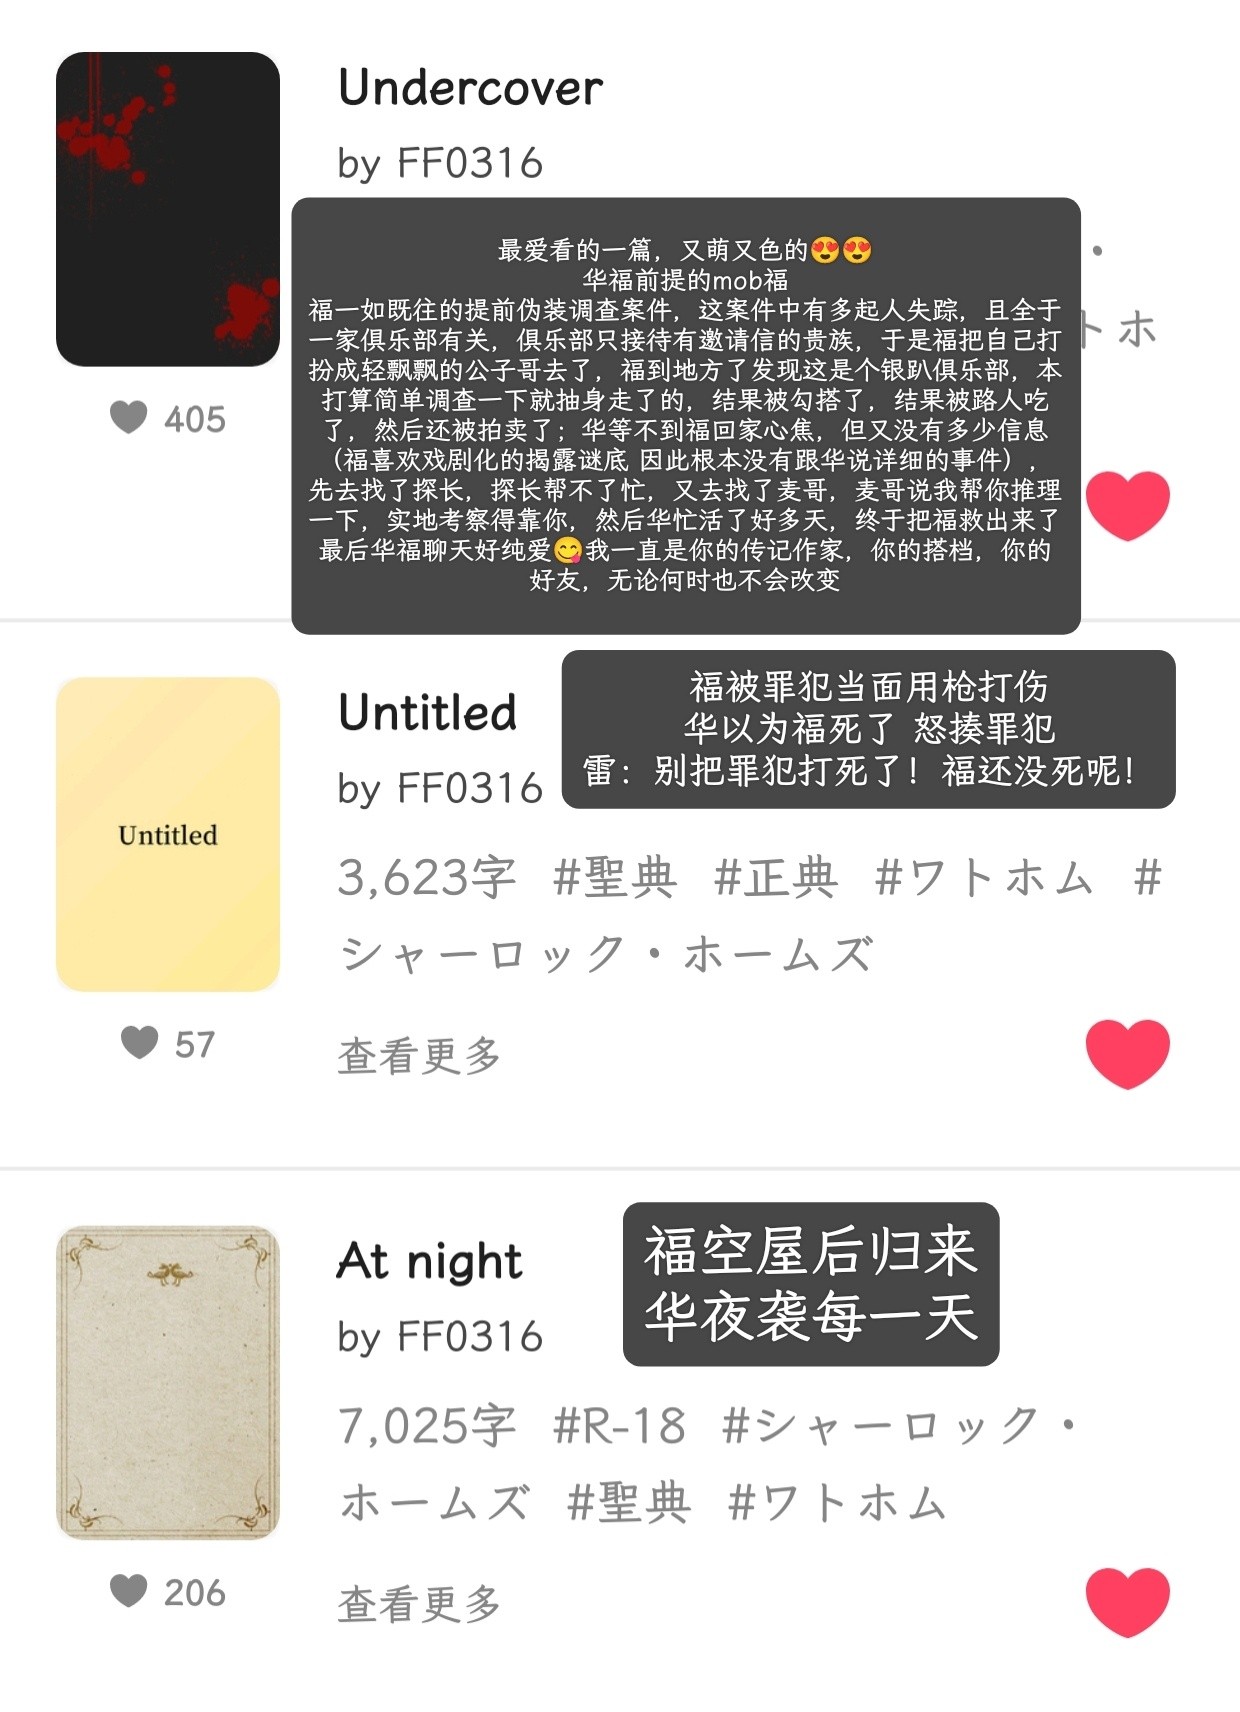 Undercover
by FF0316
最爱看的一篇，又萌又色的😍😍
华福前提的mob福
福一如既往的提前伪装调查案件，这案件中有多起人失踪，且全于
一家俱乐部有关，俱乐部只接待有邀请信的贵族，于是福把自己打
扮成轻飘飘的公子哥去了，福到地方了发现这是个银趴俱乐部，本
打算简单调查一下就抽身走了的，结果被勾搭了，结果被路人吃
了，然后还被拍卖了；华等不到福回家心焦，但又没有多少信息
（福喜欢戏剧化的揭露谜底 因此根本没有跟华说详细的事件），
先去找了探长，探长帮不了忙，又去找了麦哥，麦哥说我帮你推理
一下，实地考察得靠你，然后华忙活了好多天，终于把福救出来了
最后华福聊天好纯爱😋我一直是你的传记作家，你的搭档，你的
好友，无论何时也不会改变
・
トホ
405
Untitled
by FF0316
福被罪犯当面用枪打伤
华以为福死了 怒揍罪犯
雷：别把罪犯打死了！福还没死呢！
Untitled
3,623字 #聖典 #正典 #ワトホム #
シャーロック・ホームズ
57
查看更多
At night
by FF0316
福空屋后归来
华夜袭每一天
7,025字 #R-18 #シャーロック・
ホームズ #聖典 #ワトホム
206
查看更多